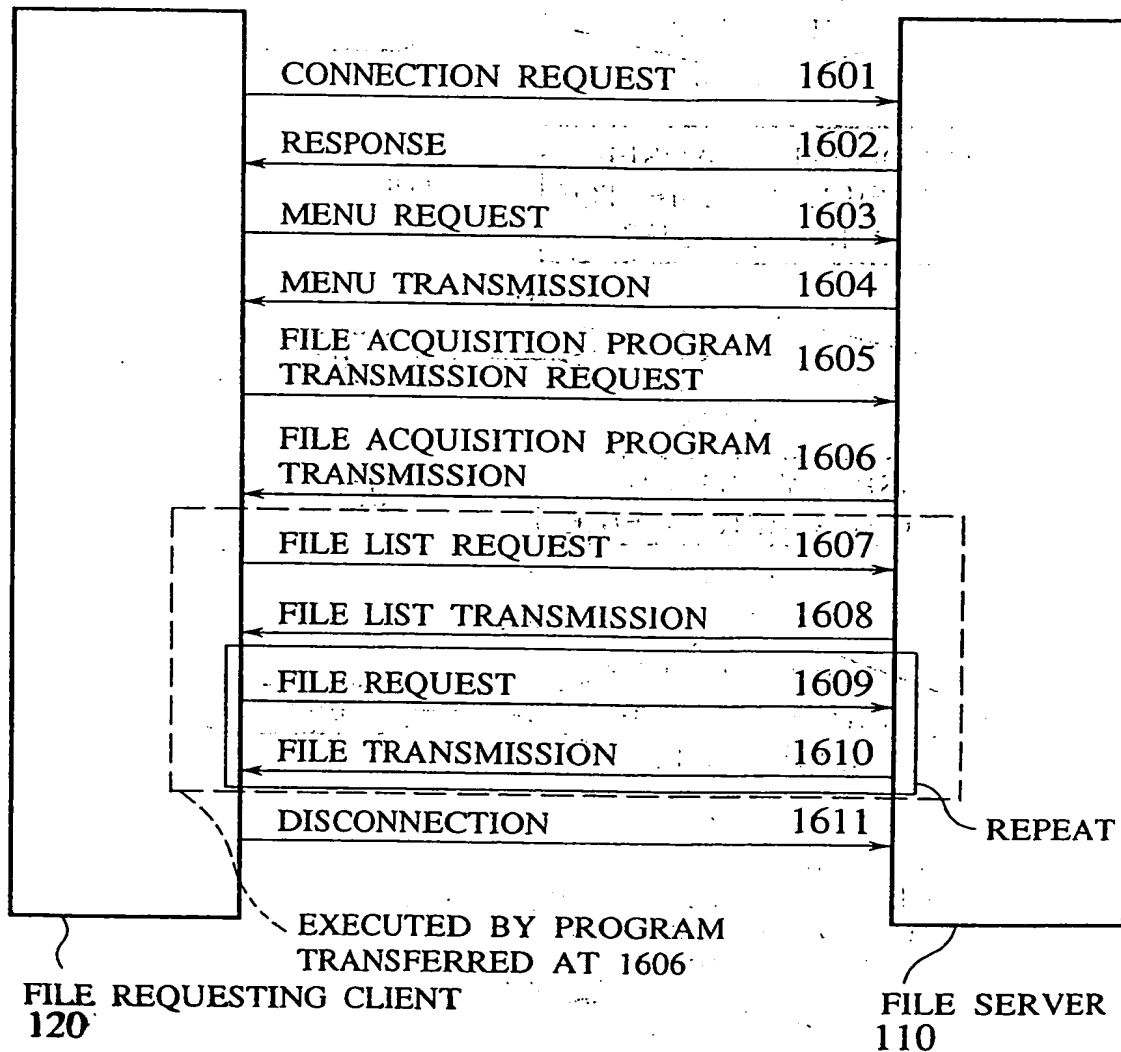 CONNECTION REQUEST 1601
RESPONSE 1602
MENU REQUEST 1603
MENU TRANSMISSION 1604
FILE ACQUISITION PROGRAM
TRANSMISSION REQUEST 1605
FILE ACQUISITION PROGRAM
TRANSMISSION 1606
FILE LIST REQUEST 1607
FILE LIST TRANSMISSION 1608
FILE REQUEST 1609
FILE TRANSMISSION 1610
DISCONNECTION 1611
REPEAT
EXECUTED BY PROGRAM
TRANSFERRED AT 1606
FILE REQUESTING CLIENT
120
FILE SERVER
110